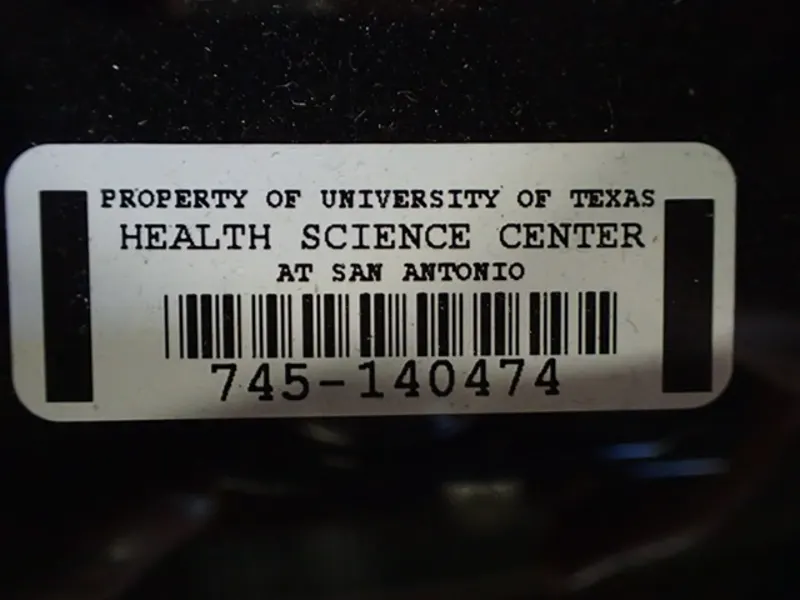 PROPERTY OF UNIVERSITY OF TEXAS
HEALTH SCIENCE CENTER
AT SAN ANTONIO
745-140474